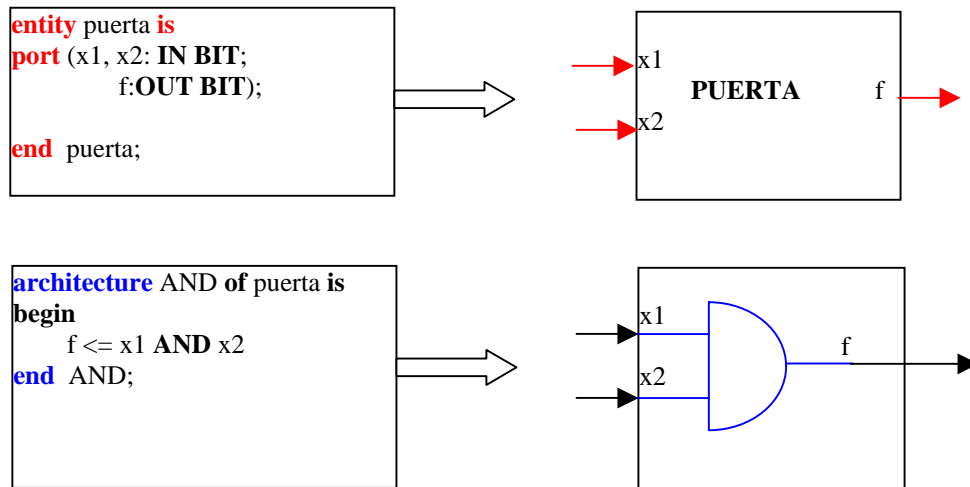 entity puerta is
port (x1, x2: IN BIT;
f:OUT BIT);
end puerta;
x1
PUERTA f
x2
architecture AND of puerta is
begin
f <= x1 AND x2
end AND;
x1
f
x2